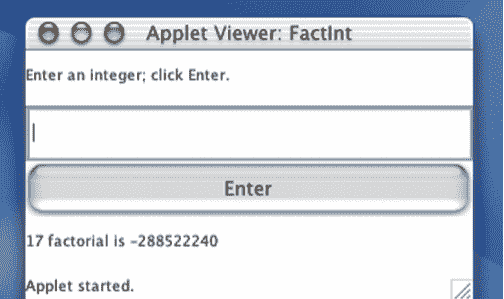 Applet Viewer: FactInt
Enter an integer; click Enter.
Enter
17 factorial is -288522240
Applet started.